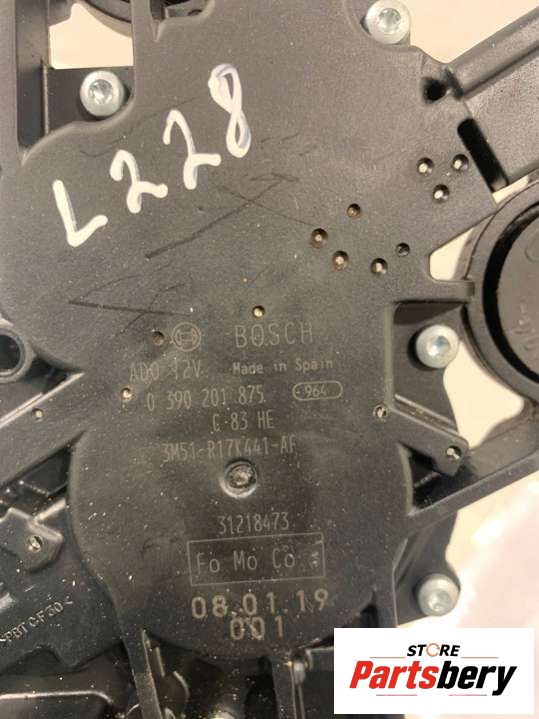 L228
BOSCH
ADO 12V Made in Spain
0 390 201 875 964
C-83 HE
3M51-R17K441-AF
31218473
Fo Mo Co
08.01.19
001
STORE
Partsbery